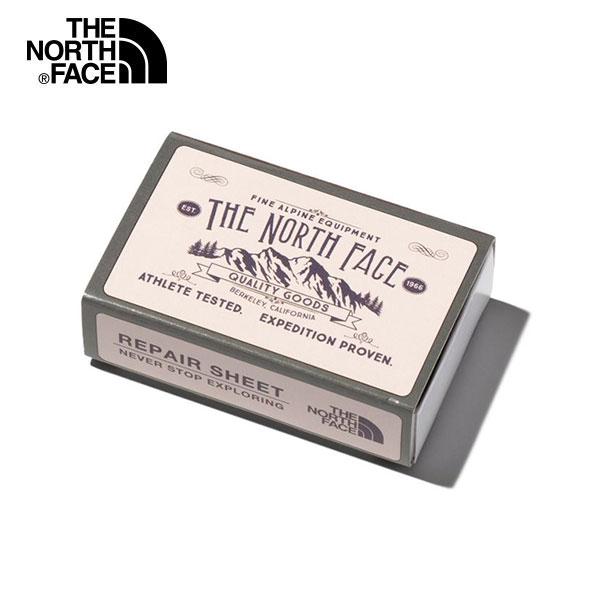 THE
NORTH
®FACE
FINE ALPINE EQUIPMENT
EST.
THE NORTH FACE
1966
QUALITY GOODS
BERKELEY, CALIFORNIA
ATHLETE TESTED. EXPEDITION PROVEN.
REPAIR SHEET
NEVER STOP EXPLORING
THE
NORTH
FACE